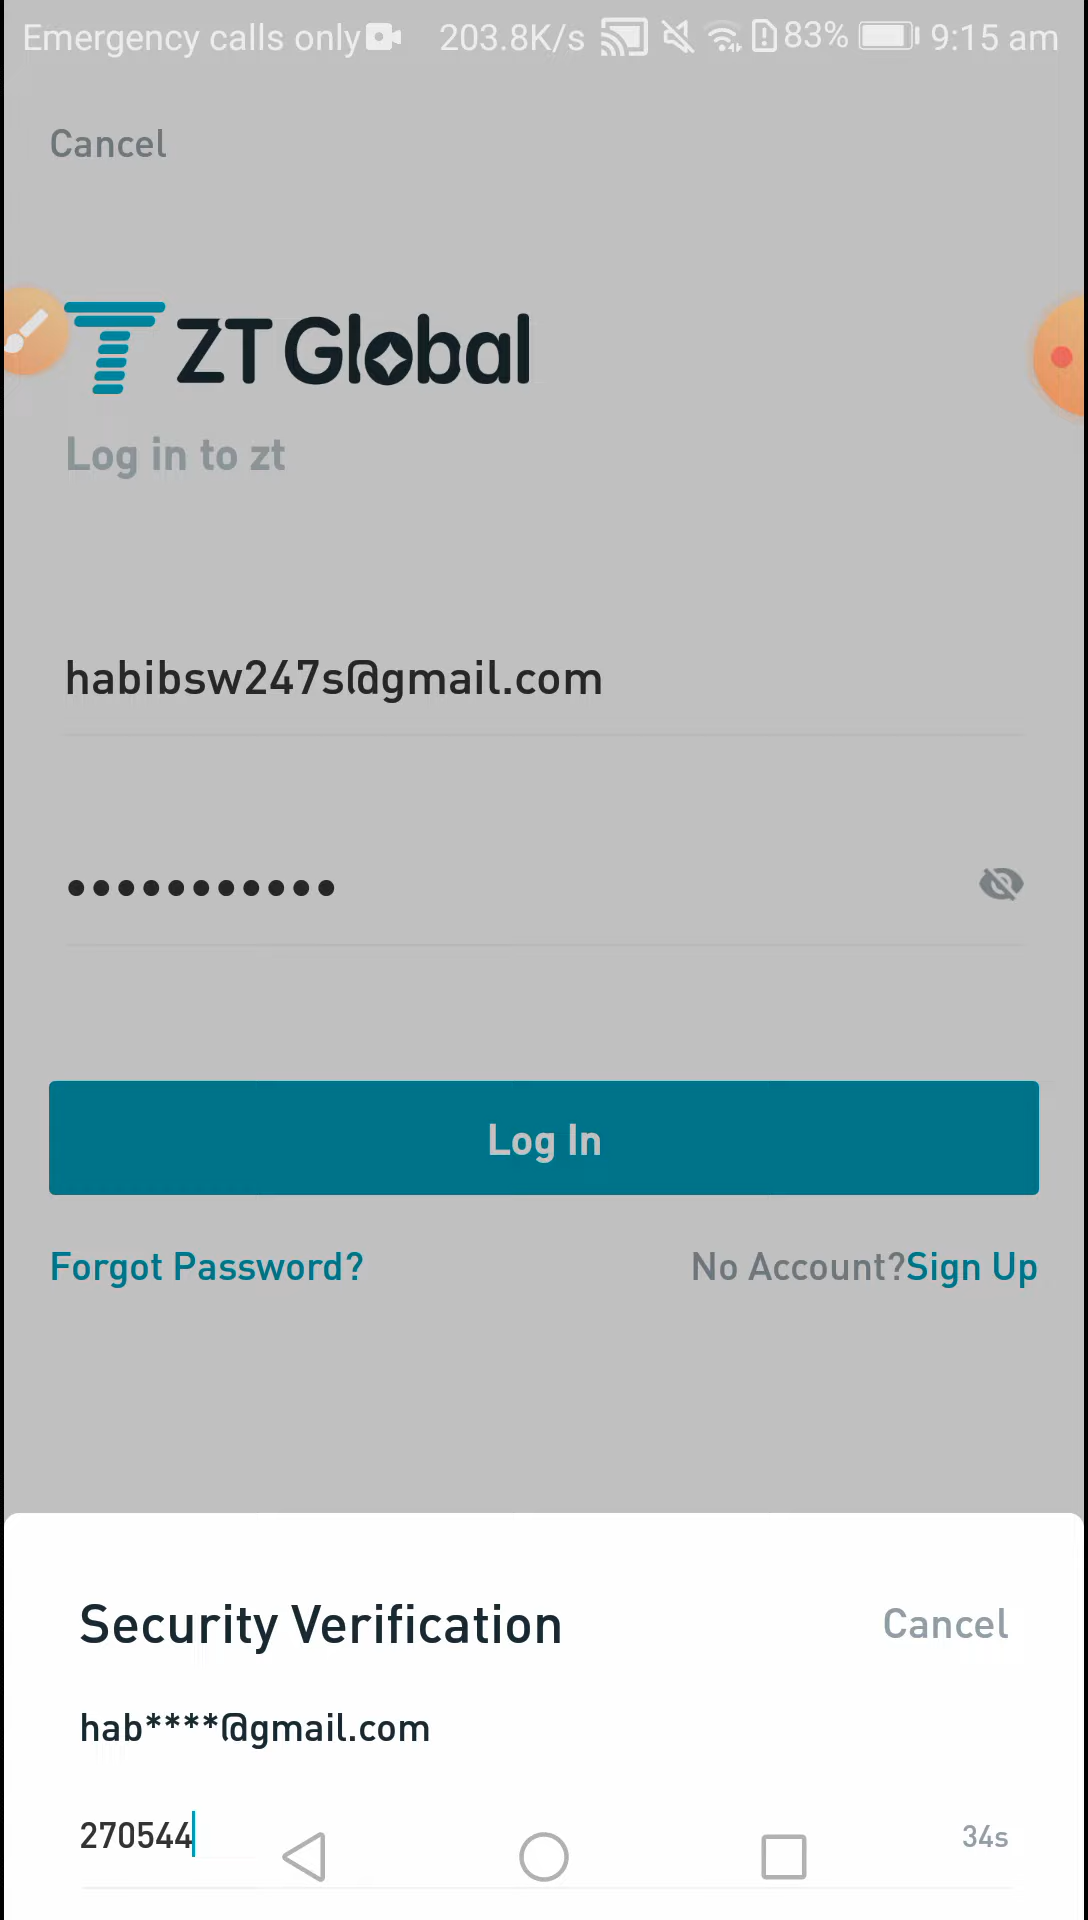 Emergency calls only 203.8K/s 83% 9:15 am
Cancel
ZT Global
Log in to zt
habibsw247s@gmail.com
•••••••••••
Log In
Forgot Password? No Account?Sign Up
Security Verification Cancel
hab****@gmail.com
270544 34s